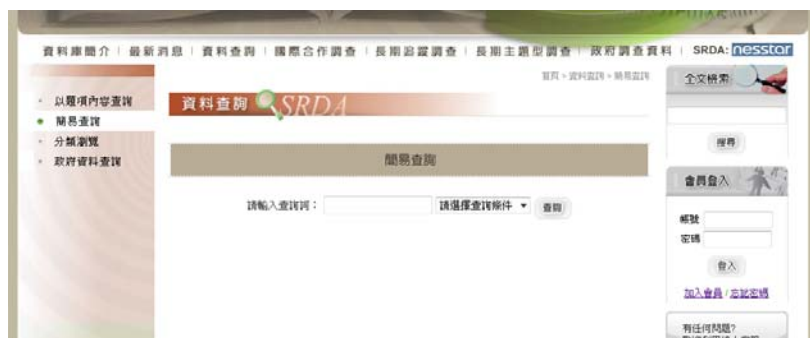 資料庫簡介 | 最新消息 | 資料查詢 | 國際合作調查 | 長期追蹤調查 | 長期主題型調查 | 政府調查資料 | SRDA: nesstar
首頁 > 資料查詢 > 簡易查詢
以題項內容查詢
簡易查詢
分類瀏覽
政府資料查詢
資料查詢 SRDA
簡易查詢
請輸入查詢詞：
請選擇查詢條件
查詢
全文檢索
搜尋
會員登入
帳號
密碼
登入
加入會員 / 忘記密碼
有任何問題?